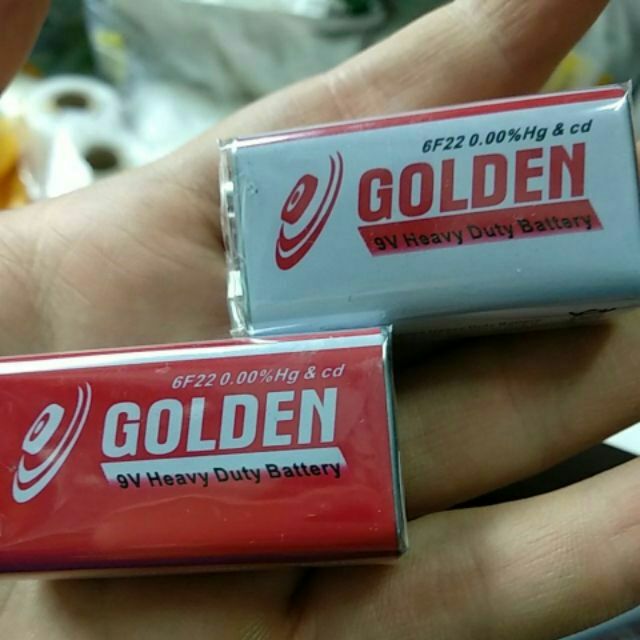 6F22 0.00%Hg & cd
GOLDEN
9V Heavy Duty Battary
6F22 0.00%Hg & cd
GOLDEN
9V Heavy Duty Battery